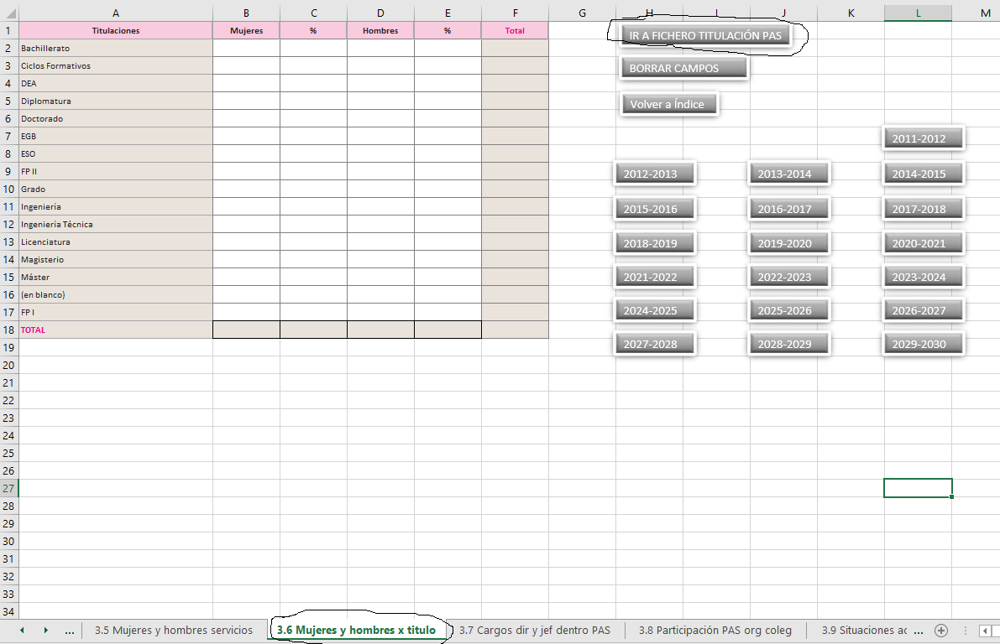 A B C D E F G H I J K L M
1 Titulaciones Mujeres % Hombres % Total IR A FICHERO TITULACIÓN PAS
2 Bachillerato
3 Ciclos Formativos BORRAR CAMPOS
4 DEA
5 Diplomatura Volver a Índice
6 Doctorado
7 EGB 2011-2012
8 ESO
9 FP II 2012-2013 2013-2014 2014-2015
10 Grado
11 Ingeniería 2015-2016 2016-2017 2017-2018
12 Ingeniería Técnica
13 Licenciatura 2018-2019 2019-2020 2020-2021
14 Magisterio
15 Máster 2021-2022 2022-2023 2023-2024
16 (en blanco)
17 FP I 2024-2025 2025-2026 2026-2027
18 TOTAL
19 2027-2028 2028-2029 2029-2030
20
21
22
23
24
25
26
27
28
29
30
31
32
33
34
... 3.5 Mujeres y hombres servicios 3.6 Mujeres y hombres x titulo 3.7 Cargos dir y jef dentro PAS 3.8 Participación PAS org coleg 3.9 Situaciones ac ...